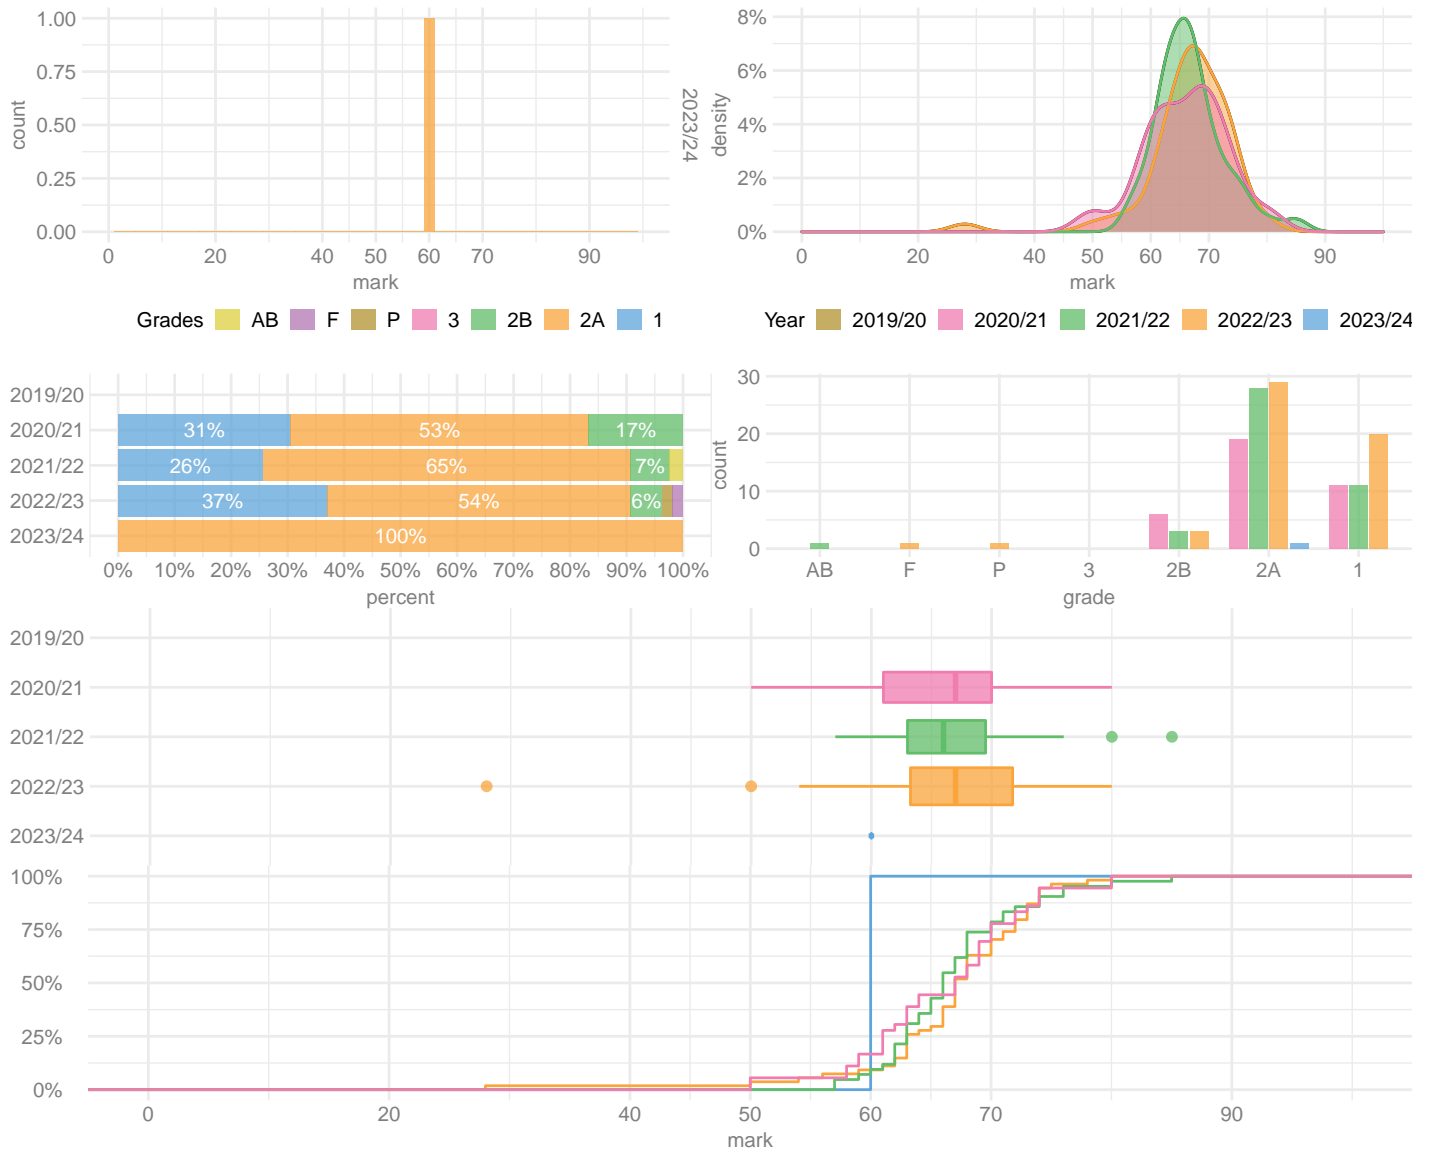 1.00
0.75
0.50
0.25
0.00
count
0 20 40 50 60 70 90
mark
2023/24
8%
6%
4%
2%
0%
density
0 20 40 50 60 70 90
mark
Grades AB F P 3 2B 2A 1
Year 2019/20 2020/21 2021/22 2022/23 2023/24
2019/20
2020/21 31% 53% 17%
2021/22 26% 65% 7%
2022/23 37% 54% 6%
2023/24 100%
0% 10% 20% 30% 40% 50% 60% 70% 80% 90% 100%
percent
30
20
10
0
count
AB F P 3 2B 2A 1
grade
2019/20
2020/21
2021/22
2022/23
2023/24
100%
75%
50%
25%
0%
0 20 40 50 60 70 90
mark